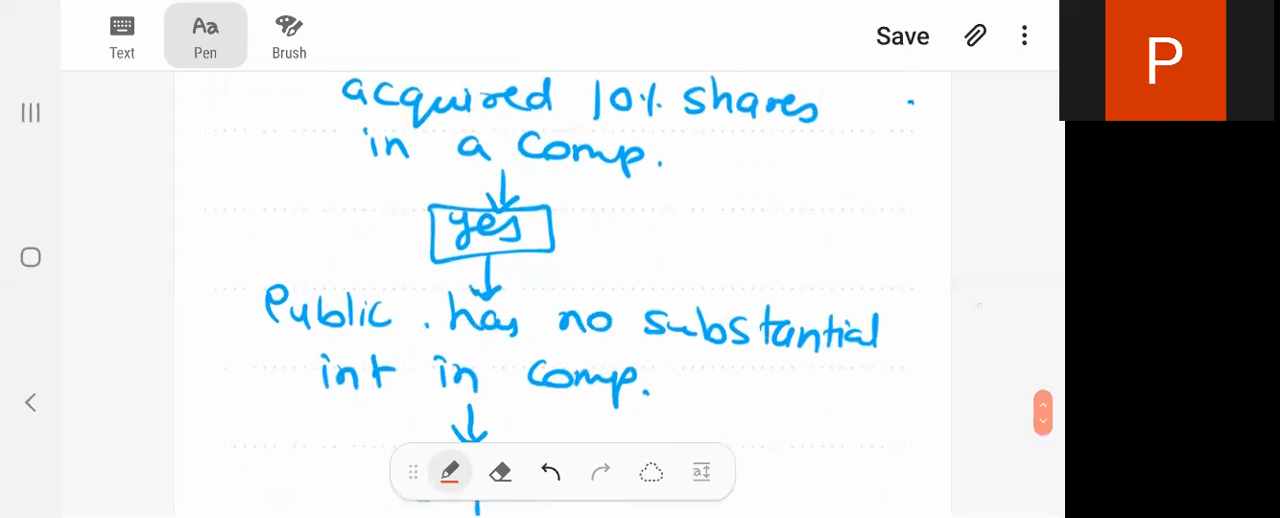 Text
Pen
Brush
Save
P
acquired 10% shares
in a Comp.
yes
Public. has no substantial
int in Comp.